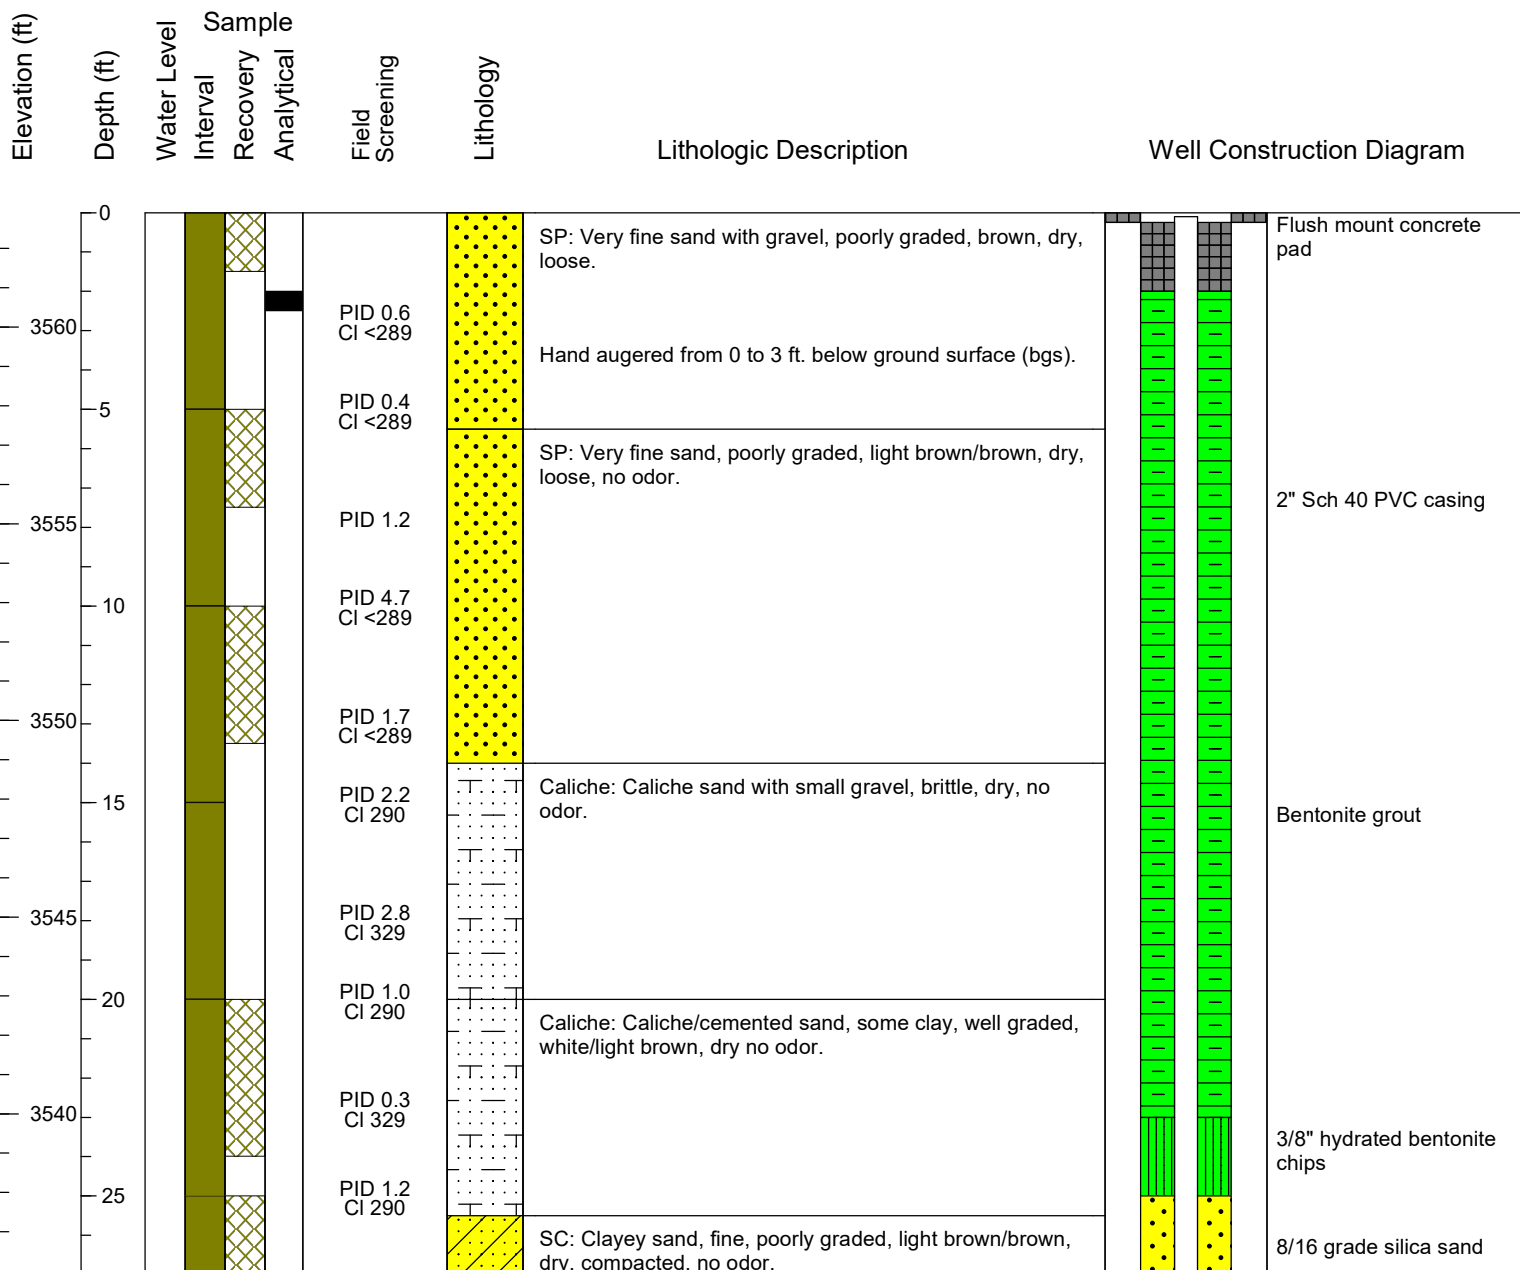 Elevation (ft)
Depth (ft)
Water Level
Sample
Interval
Recovery
Analytical
Field
Screening
Lithology
Lithologic Description
Well Construction Diagram
0
SP: Very fine sand with gravel, poorly graded, brown, dry,
loose.
Flush mount concrete
pad
PID 0.6
Cl <289
3560
Hand augered from 0 to 3 ft. below ground surface (bgs).
PID 0.4
Cl <289
5
SP: Very fine sand, poorly graded, light brown/brown, dry,
loose, no odor.
2" Sch 40 PVC casing
PID 1.2
3555
PID 4.7
Cl <289
10
PID 1.7
Cl <289
3550
Caliche: Caliche sand with small gravel, brittle, dry, no
odor.
PID 2.2
Cl 290
15
Bentonite grout
PID 2.8
Cl 329
3545
PID 1.0
Cl 290
20
Caliche: Caliche/cemented sand, some clay, well graded,
white/light brown, dry no odor.
PID 0.3
Cl 329
3540
3/8" hydrated bentonite
chips
PID 1.2
Cl 290
25
SC: Clayey sand, fine, poorly graded, light brown/brown,
dry, compacted, no odor.
8/16 grade silica sand